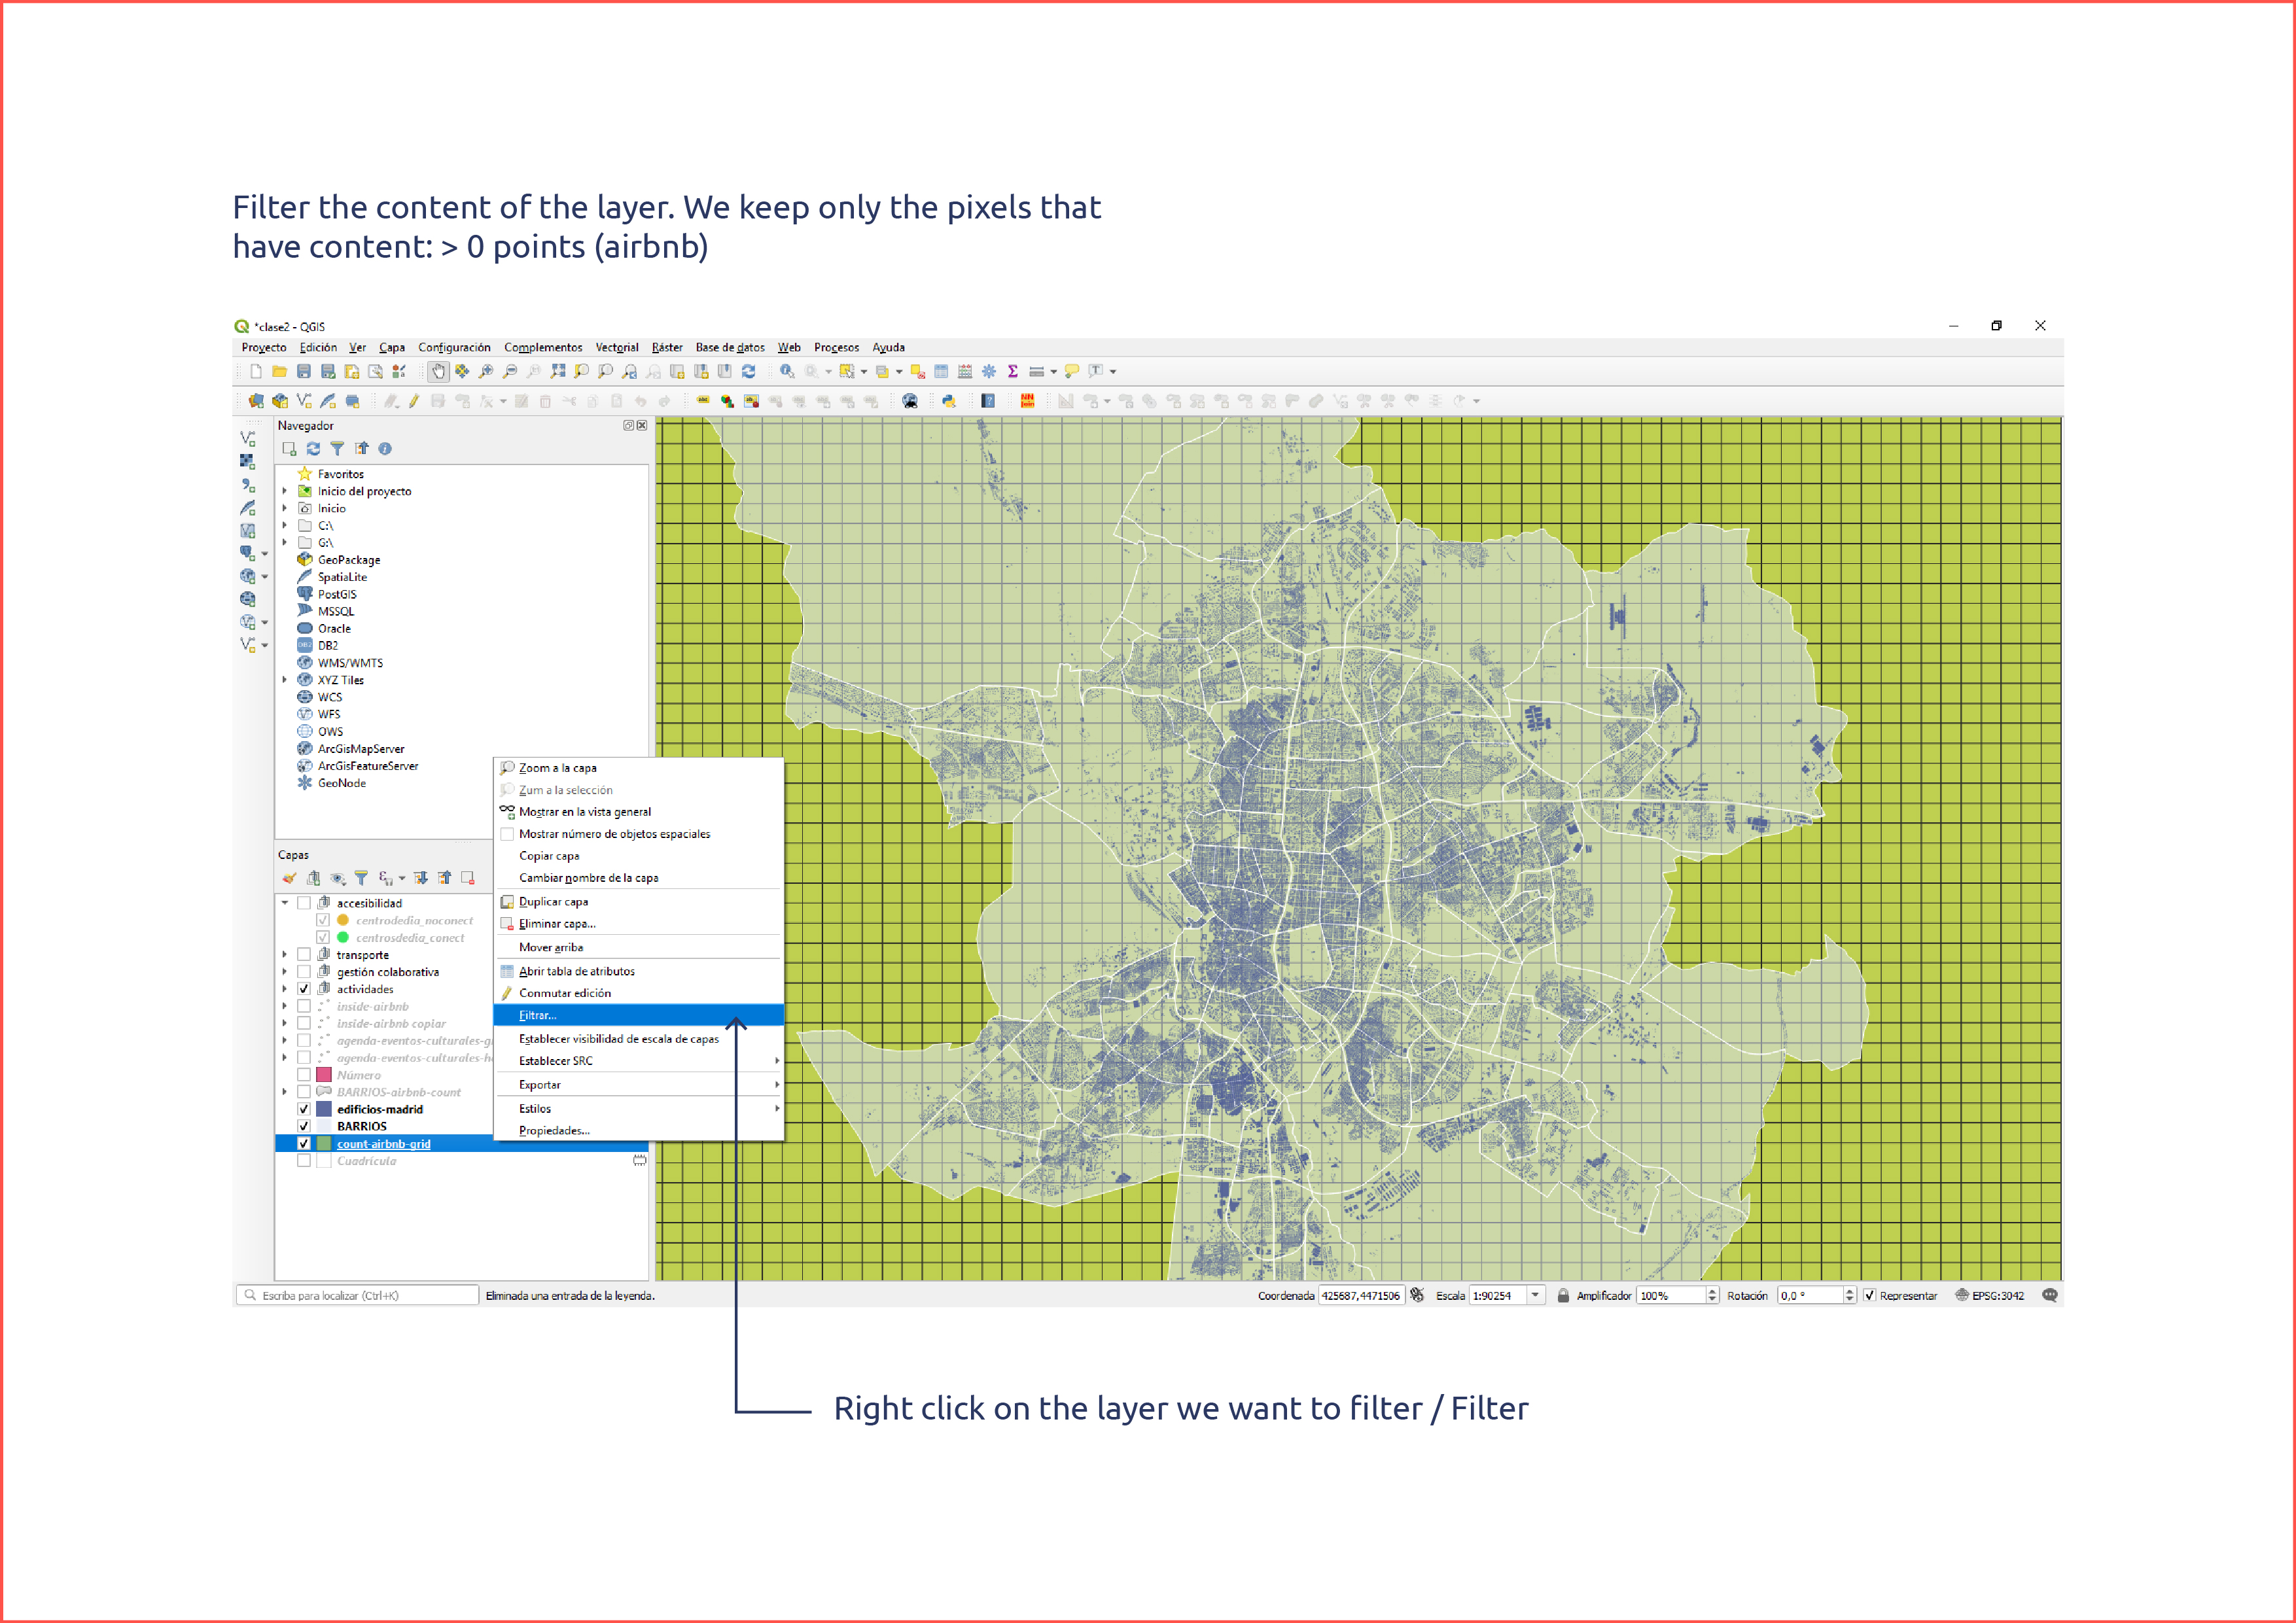 Filter the content of the layer. We keep only the pixels that
have content: > 0 points (airbnb)
*clase2 - QGIS
Proyecto Edición Ver Capa Configuración Complementos Vectorial Ráster Base de datos Web Procesos Ayuda
Navegador
Favoritos
Inicio del proyecto
Inicio
C:\
G:\
GeoPackage
SpatiaLite
PostGIS
MSSQL
Oracle
DB2
WMS/WMTS
XYZ Tiles
WCS
WFS
OWS
ArcGisMapServer
ArcGisFeatureServer
GeoNode
Capas
accesibilidad
centrodedia_noconect
centrosdedia_conect
transporte
gestión colaborativa
actividades
inside-airbnb
inside-airbnb copiar
agenda-eventos-culturales-g
agenda-eventos-culturales-h
Número
BARRIOS-airbnb-count
edificios-madrid
BARRIOS
count-airbnb-grid
Cuadrícula
Zoom a la capa
Zum a la selección
Mostrar en la vista general
Mostrar número de objetos espaciales
Copiar capa
Cambiar nombre de la capa
Duplicar capa
Eliminar capa...
Mover arriba
Abrir tabla de atributos
Conmutar edición
Filtrar...
Establecer visibilidad de escala de capas
Establecer SRC
Exportar
Estilos
Propiedades...
Escriba para localizar (Ctrl+K) Eliminada una entrada de la leyenda. Coordenada 425687,4471506 Escala 1:90254 Amplificador 100% Rotación 0,0 ° Representar EPSG:3042
Right click on the layer we want to filter / Filter